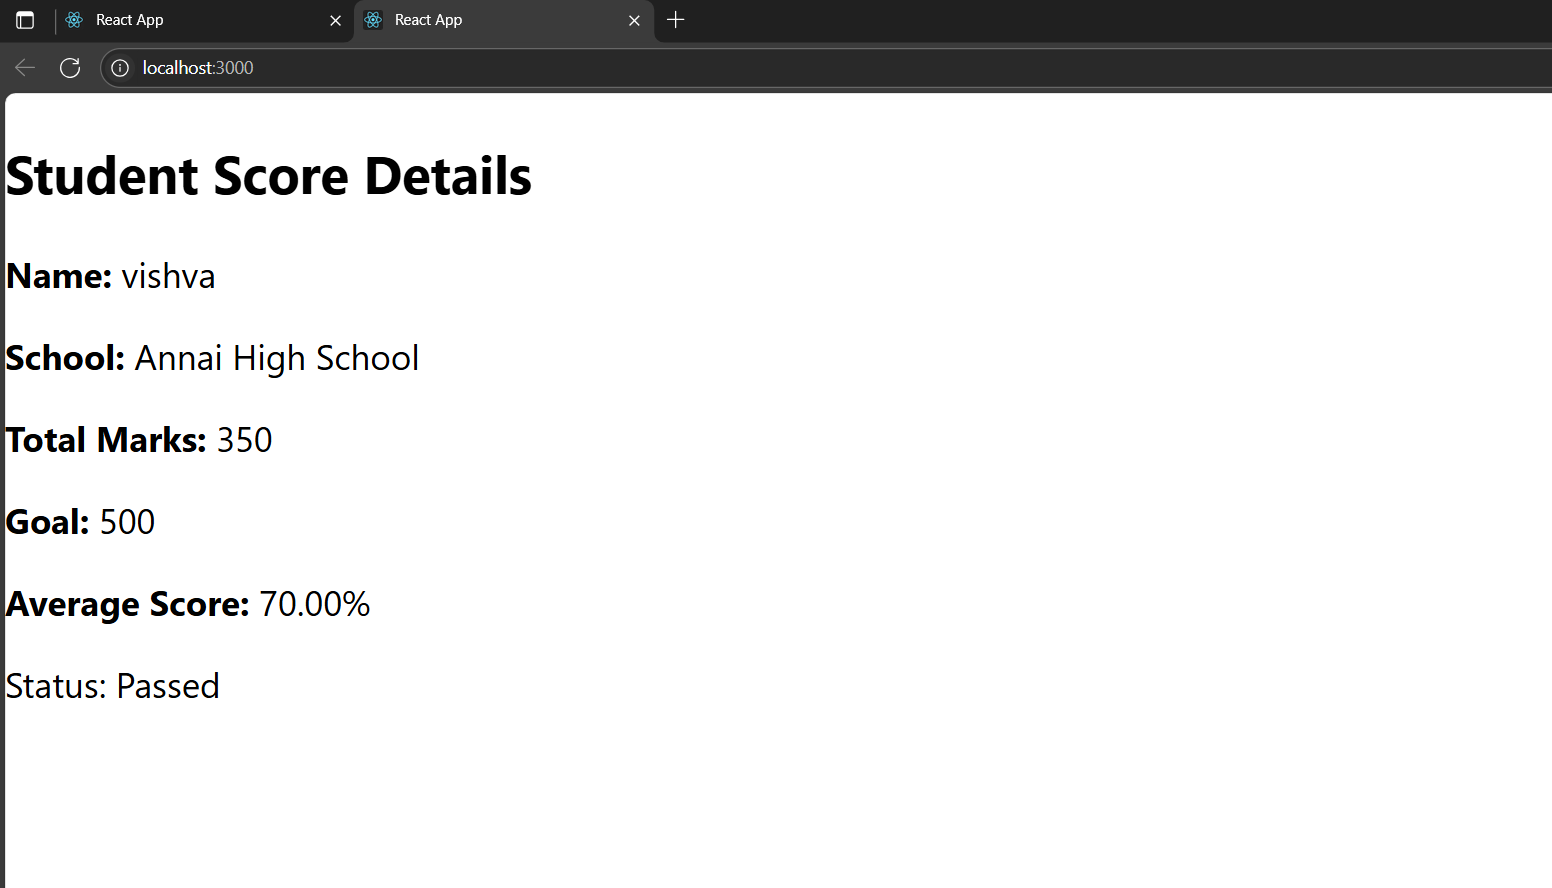 React App
React App
localhost:3000
Student Score Details
Name: vishva
School: Annai High School
Total Marks: 350
Goal: 500
Average Score: 70.00%
Status: Passed